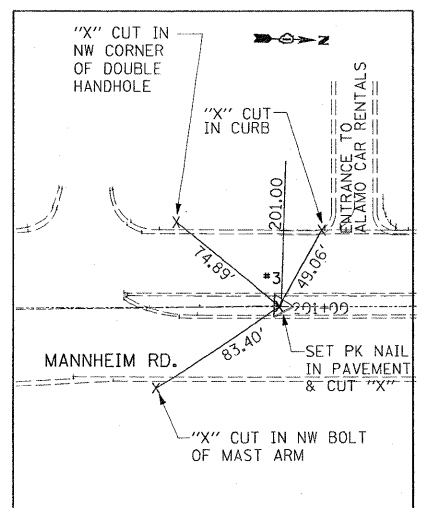 "X" CUT IN
NW CORNER
OF DOUBLE
HANDHOLE
N
"X" CUT
IN CURB
ENTRANCE TO
ALAMO CAR RENTALS
201.00
74.89'
49.06'
#3
201+00
83.40'
MANNHEIM RD.
SET PK NAIL
IN PAVEMENT
& CUT "X"
"X" CUT IN NW BOLT
OF MAST ARM